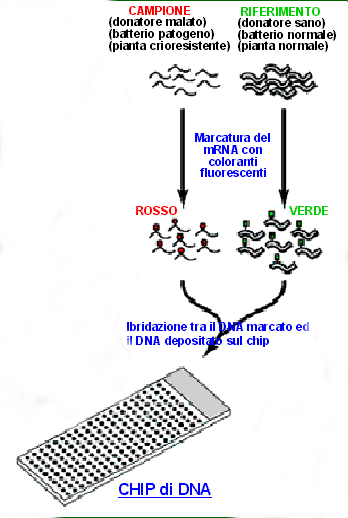 CAMPIONE
(donatore malato)
(batterio patogeno)
(pianta crioresistente)
RIFERIMENTO
(donatore sano)
(batterio normale)
(pianta normale)
Marcatura del
mRNA con
coloranti
fluorescenti
ROSSO
VERDE
Ibridazione tra il DNA marcato ed
il DNA depositato sul chip
CHIP di DNA